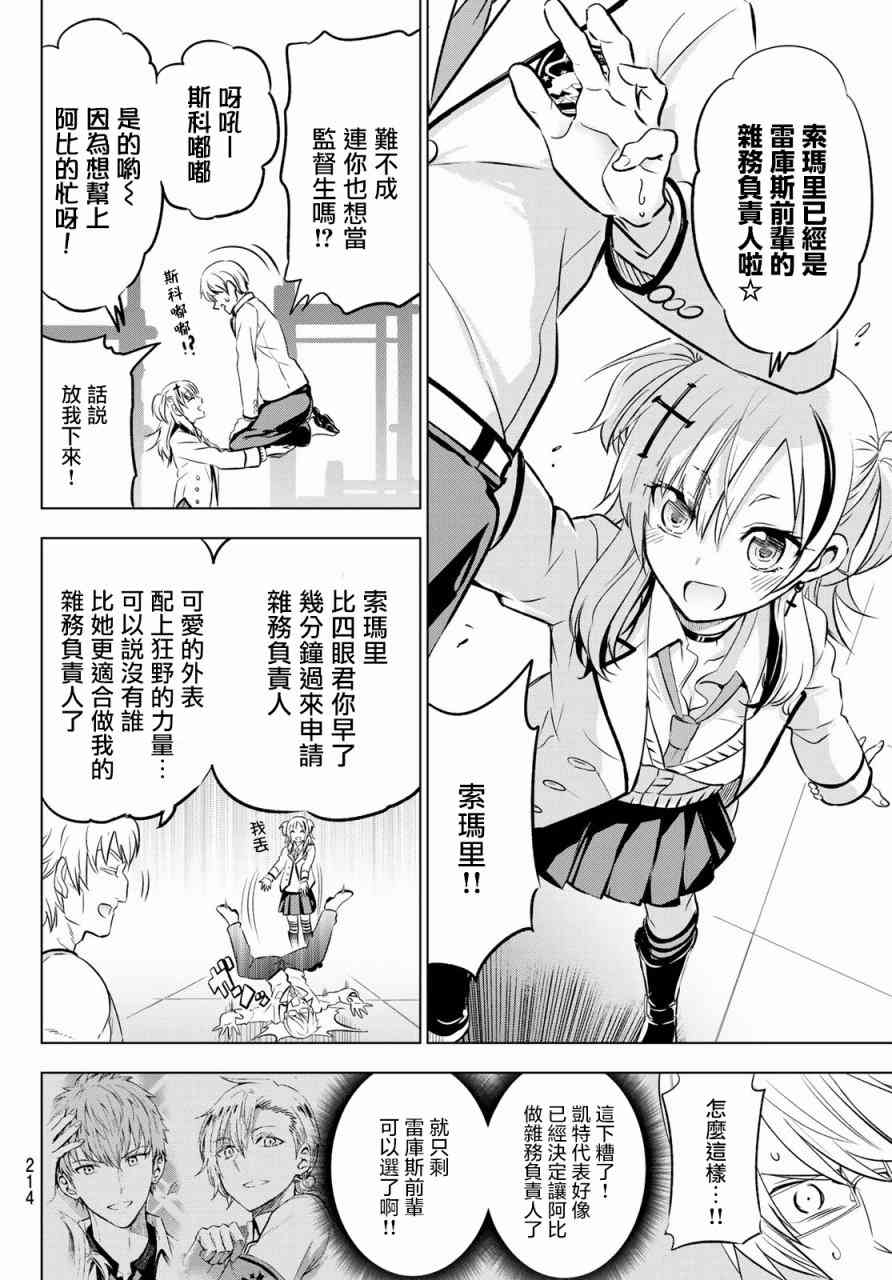 索瑪里已經是
雷庫斯前輩的
雜務負責人啦
☆
索瑪里!!
難不成
連你也想當
監督生嗎!?
呀吼ー
斯科嘟嘟
是的喲～
因為想幫上
阿比的忙呀!
斯科嘟嘟!?
話說
放我下來!
索瑪里
比四眼君你早了
幾分鐘過來申請
雜務負責人
可愛的外表
配上狂野的力量…
可以說沒有誰
比她更適合做我的
雜務負責人了
我丟
怎麼這樣…!!
這下糟了!
凱特代表好像
已經決定讓阿比
做雜務負責人了
就只剩
雷庫斯前輩
可以選了啊!!
214